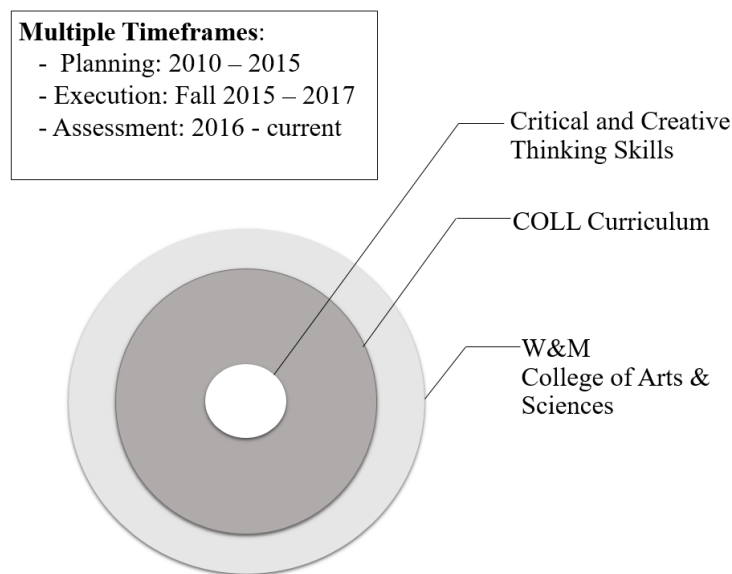 Multiple Timeframes:
- Planning: 2010 – 2015
- Execution: Fall 2015 – 2017
- Assessment: 2016 - current
Critical and Creative
Thinking Skills
COLL Curriculum
W&M
College of Arts &
Sciences